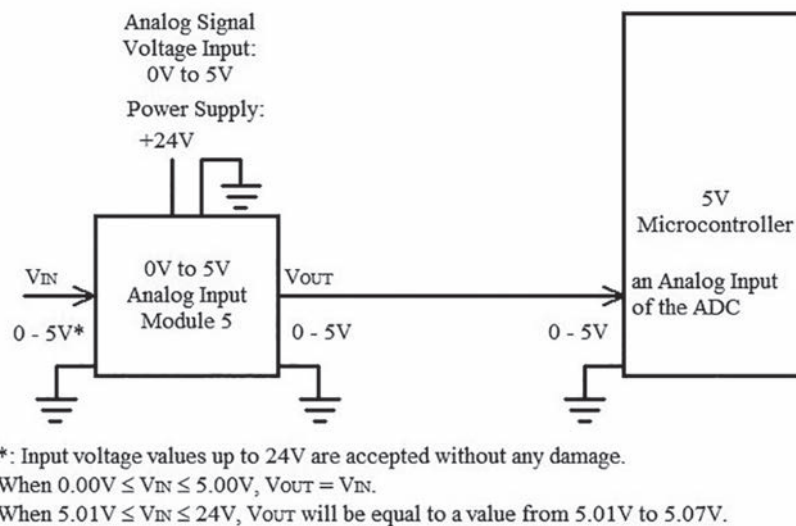 Analog Signal
Voltage Input:
0V to 5V
Power Supply:
+24V
VIN
0 - 5V*
0V to 5V
Analog Input
Module 5
VOUT
0 - 5V
0 - 5V
5V
Microcontroller
an Analog Input
of the ADC
*: Input voltage values up to 24V are accepted without any damage.
When 0.00V ≤ VIN ≤ 5.00V, VOUT = VIN.
When 5.01V ≤ VIN ≤ 24V, VOUT will be equal to a value from 5.01V to 5.07V.